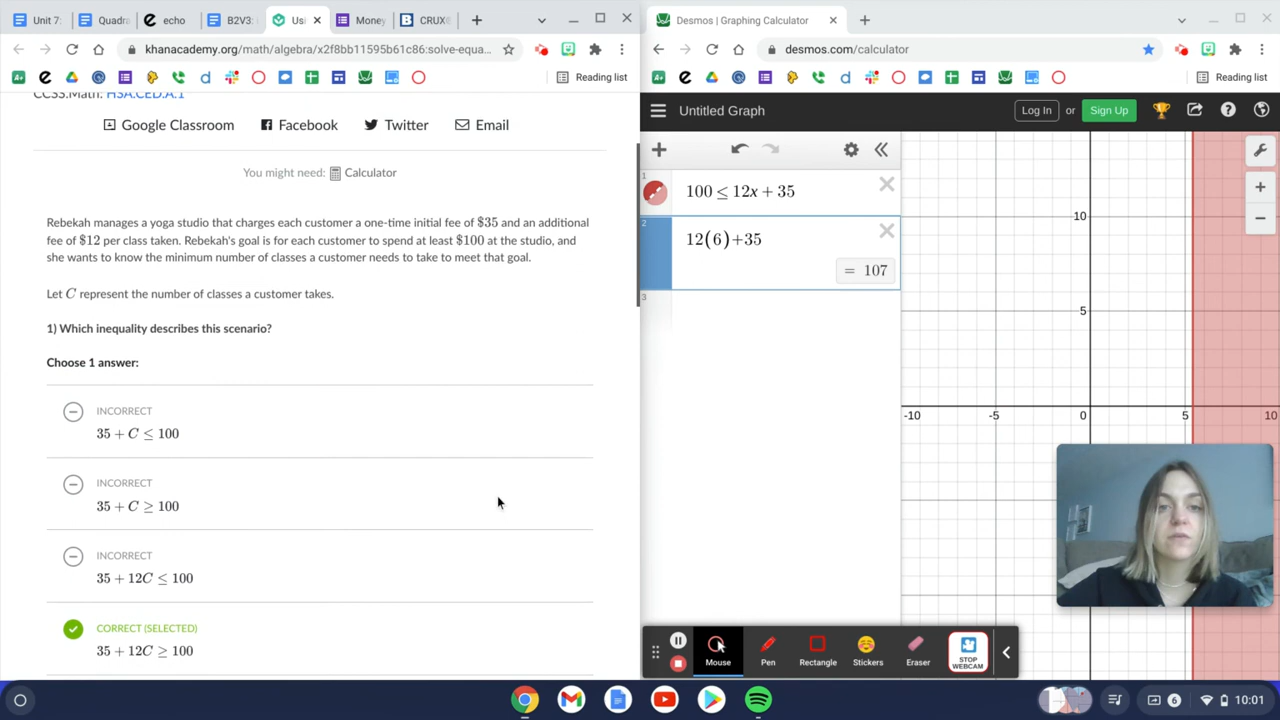 Unit 7:
Quadra
echo
B2V3:
Usi
Money
CRUX
Desmos | Graphing Calculator
khanacademy.org/math/algebra/x2f8bb11595b61c86:solve-equa...
desmos.com/calculator
Reading list
Reading list
CCSS.Math: HSA.CED.A.1
Google Classroom
Facebook
Twitter
Email
You might need: Calculator
Rebekah manages a yoga studio that charges each customer a one-time initial fee of $35 and an additional
fee of $12 per class taken. Rebekah's goal is for each customer to spend at least $100 at the studio, and
she wants to know the minimum number of classes a customer needs to take to meet that goal.
Let C represent the number of classes a customer takes.
1) Which inequality describes this scenario?
Choose 1 answer:
INCORRECT
35 + C ≤ 100
INCORRECT
35 + C ≥ 100
INCORRECT
35 + 12C ≤ 100
CORRECT (SELECTED)
35 + 12C ≥ 100
Untitled Graph
Log In
or
Sign Up
1
100 ≤ 12x + 35
2
12(6)+35
= 107
3
10
5
-10
-5
0
5
10
Mouse
Pen
Rectangle
Stickers
Eraser
STOP
WEBCAM
6
10:01